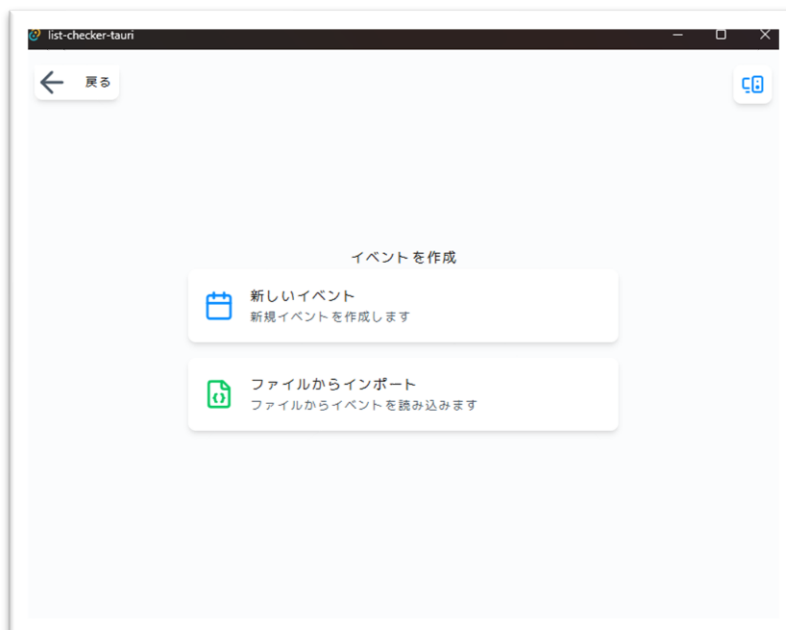 list-checker-tauri
戻る
イベントを作成
新しいイベント
新規イベントを作成します
ファイルからインポート
ファイルからイベントを読み込みます